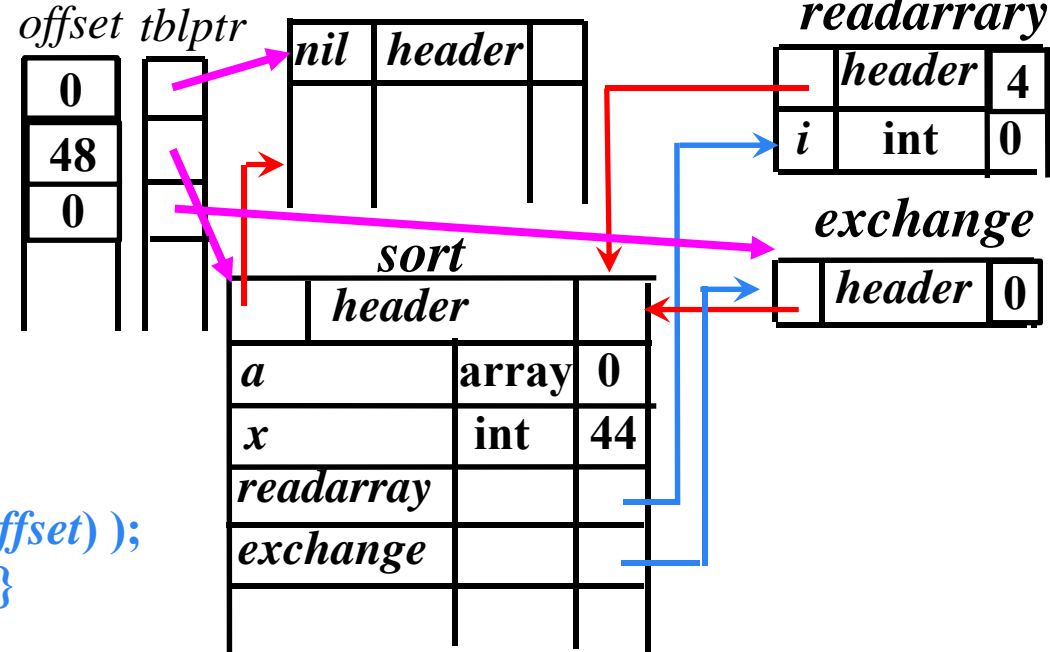 offset tblptr
0
48
0
nil header
readarrary
header 4
i int 0
exchange
header 0
sort
header
a array 0
x int 44
readarray
exchange
ffset) );
}